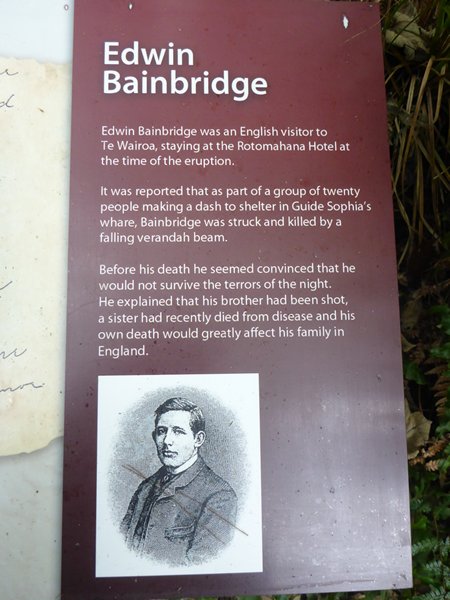 Edwin
Bainbridge
Edwin Bainbridge was an English visitor to
Te Wairoa, staying at the Rotomahana Hotel at
the time of the eruption.
It was reported that as part of a group of twenty
people making a dash to shelter in Guide Sophia's
whare, Bainbridge was struck and killed by a
falling verandah beam.
Before his death he seemed convinced that he
would not survive the terrors of the night.
He explained that his brother had been shot,
a sister had recently died from disease and his
own death would greatly affect his family in
England.